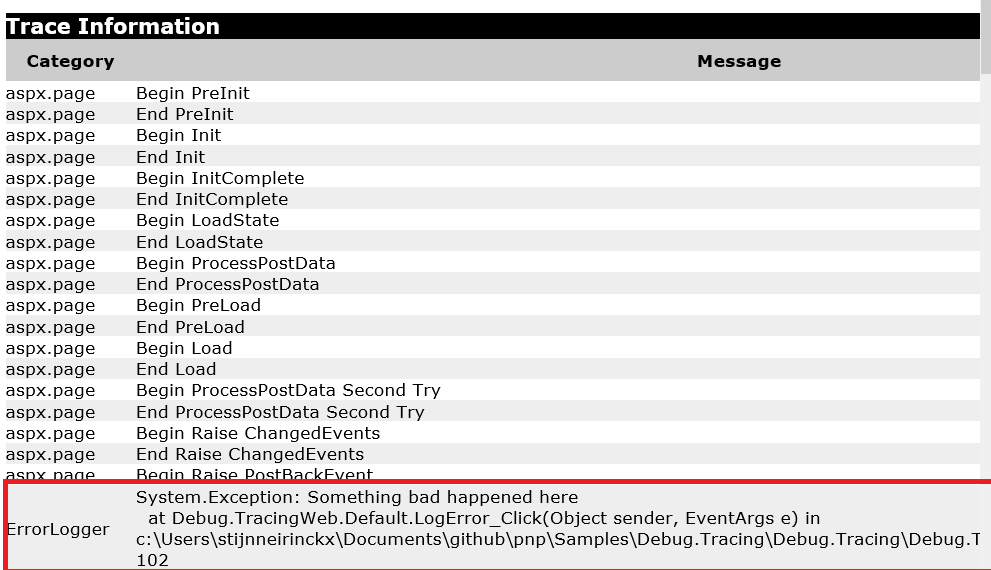 Trace Information
Category Message
aspx.page Begin PreInit
aspx.page End PreInit
aspx.page Begin Init
aspx.page End Init
aspx.page Begin InitComplete
aspx.page End InitComplete
aspx.page Begin LoadState
aspx.page End LoadState
aspx.page Begin ProcessPostData
aspx.page End ProcessPostData
aspx.page Begin PreLoad
aspx.page End PreLoad
aspx.page Begin Load
aspx.page End Load
aspx.page Begin ProcessPostData Second Try
aspx.page End ProcessPostData Second Try
aspx.page Begin Raise ChangedEvents
aspx.page End Raise ChangedEvents
aspx.page Begin Raise PostBackEvent
System.Exception: Something bad happened here
at Debug.TracingWeb.Default.LogError_Click(Object sender, EventArgs e) in
ErrorLogger
c:\Users\stijnneirinckx\Documents\github\pnp\Samples\Debug.Tracing\Debug.Tracing\Debug.T
102